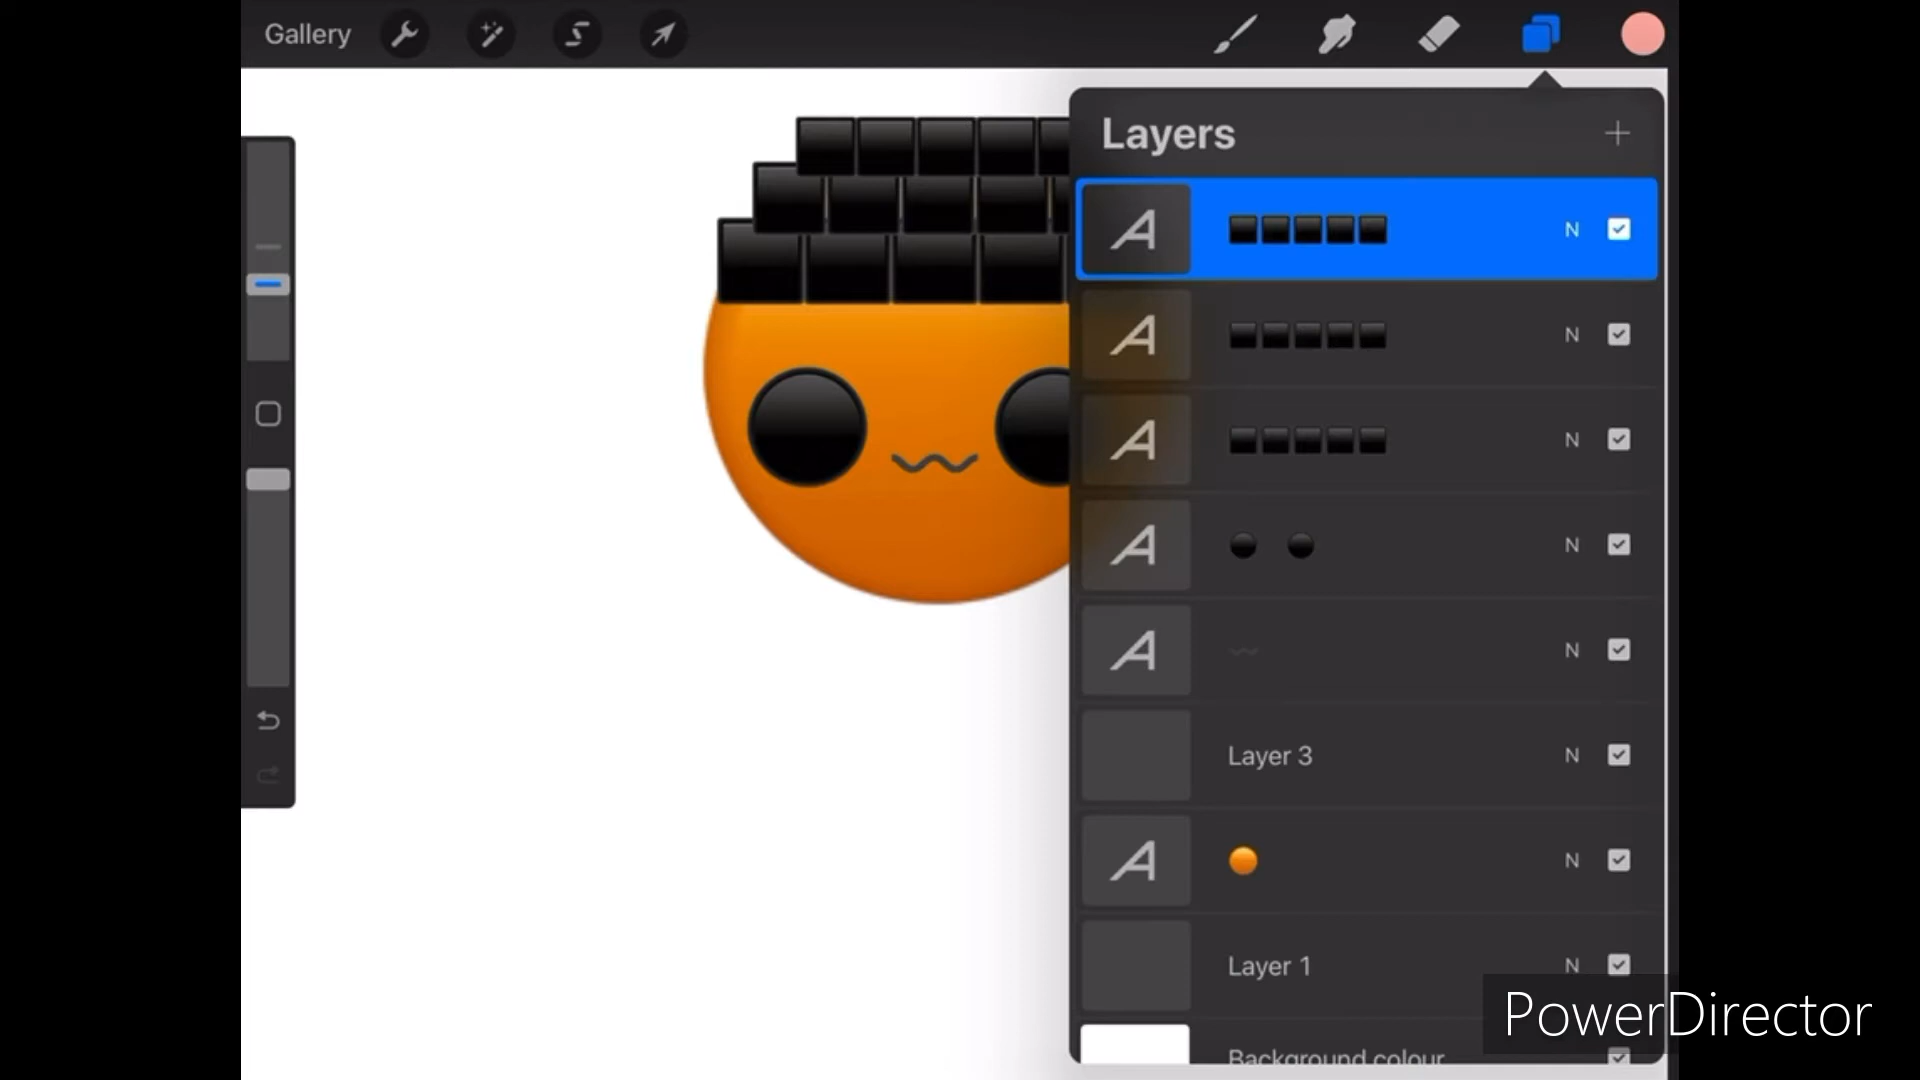 Gallery
Layers
A ⬛⬛⬛⬛⬛ N
A ⬛⬛⬛⬛⬛ N
A ⬛⬛⬛⬛⬛ N
A ⚫ ⚫ N
A 〰 N
Layer 3 N
A 🟠 N
Layer 1 N
Background colour
PowerDirector